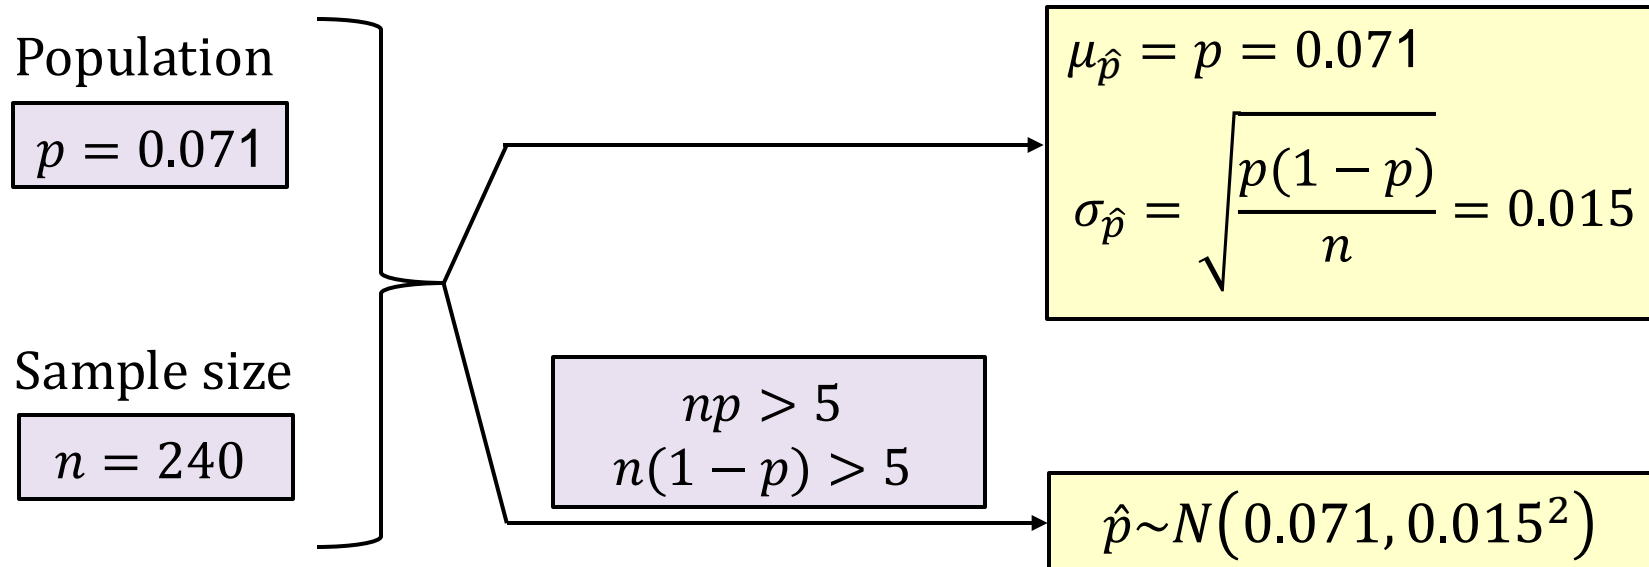 Population
p = 0.071
Sample size
n = 240
np > 5
n(1 − p) > 5
μ_p̂ = p = 0.071
σ_p̂ = √(p(1 − p)/n) = 0.015
p̂~N(0.071, 0.015²)